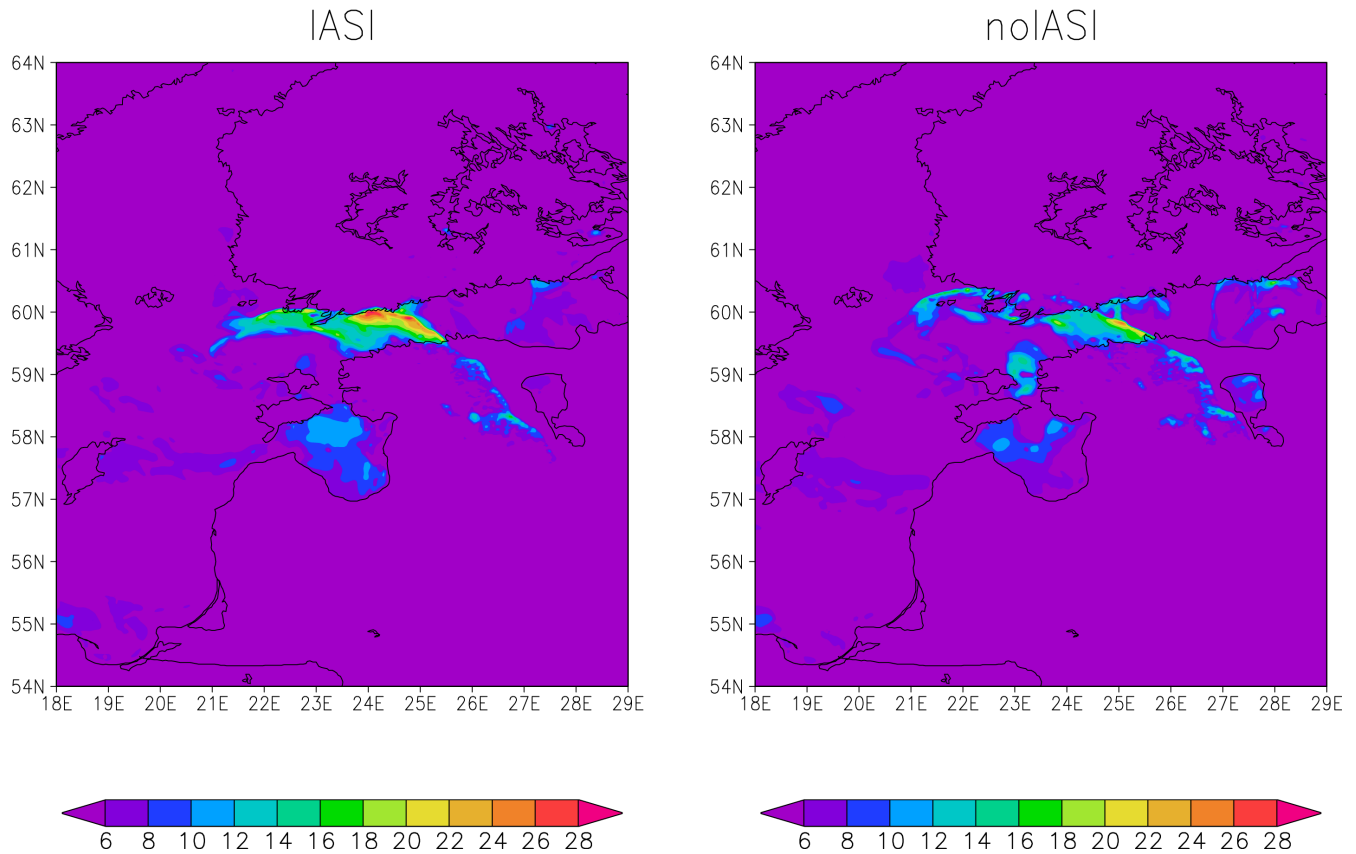 IASI
noIASI
64N
63N
62N
61N
60N
59N
58N
57N
56N
55N
54N
18E 19E 20E 21E 22E 23E 24E 25E 26E 27E 28E 29E
64N
63N
62N
61N
60N
59N
58N
57N
56N
55N
54N
18E 19E 20E 21E 22E 23E 24E 25E 26E 27E 28E 29E
6 8 10 12 14 16 18 20 22 24 26 28
6 8 10 12 14 16 18 20 22 24 26 28